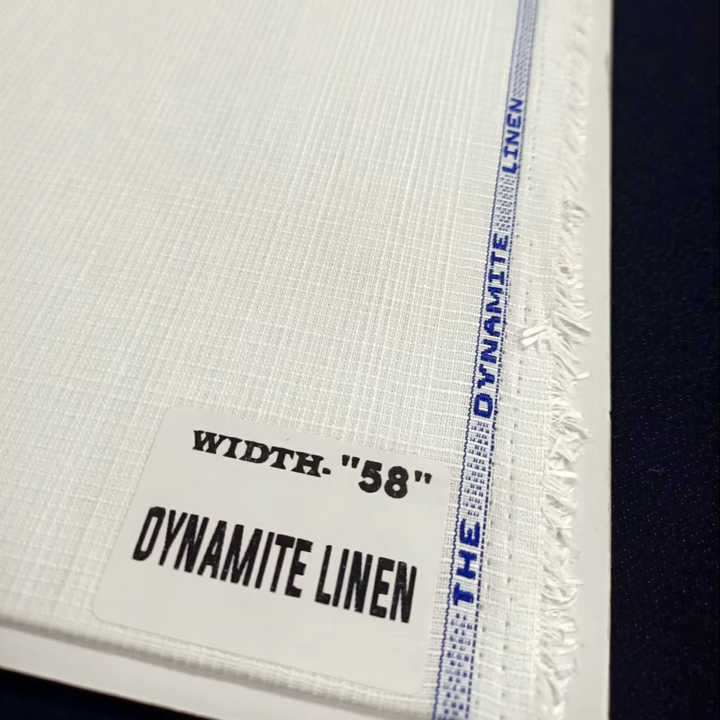 WIDTH. "58"
DYNAMITE LINEN
THE DYNAMITE LINEN